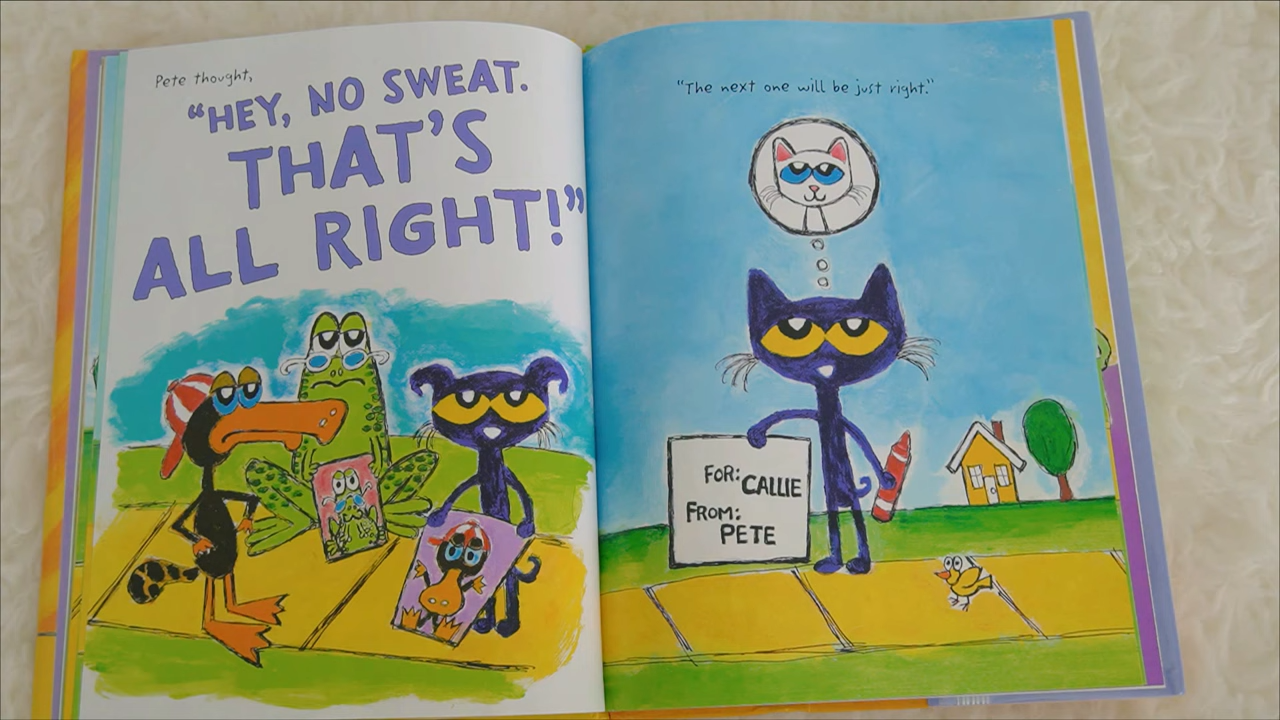 Pete thought,
“HEY, NO SWEAT.
THAT’S
ALL RIGHT!”
“The next one will be just right.”
FOR: CALLIE
FROM:
PETE